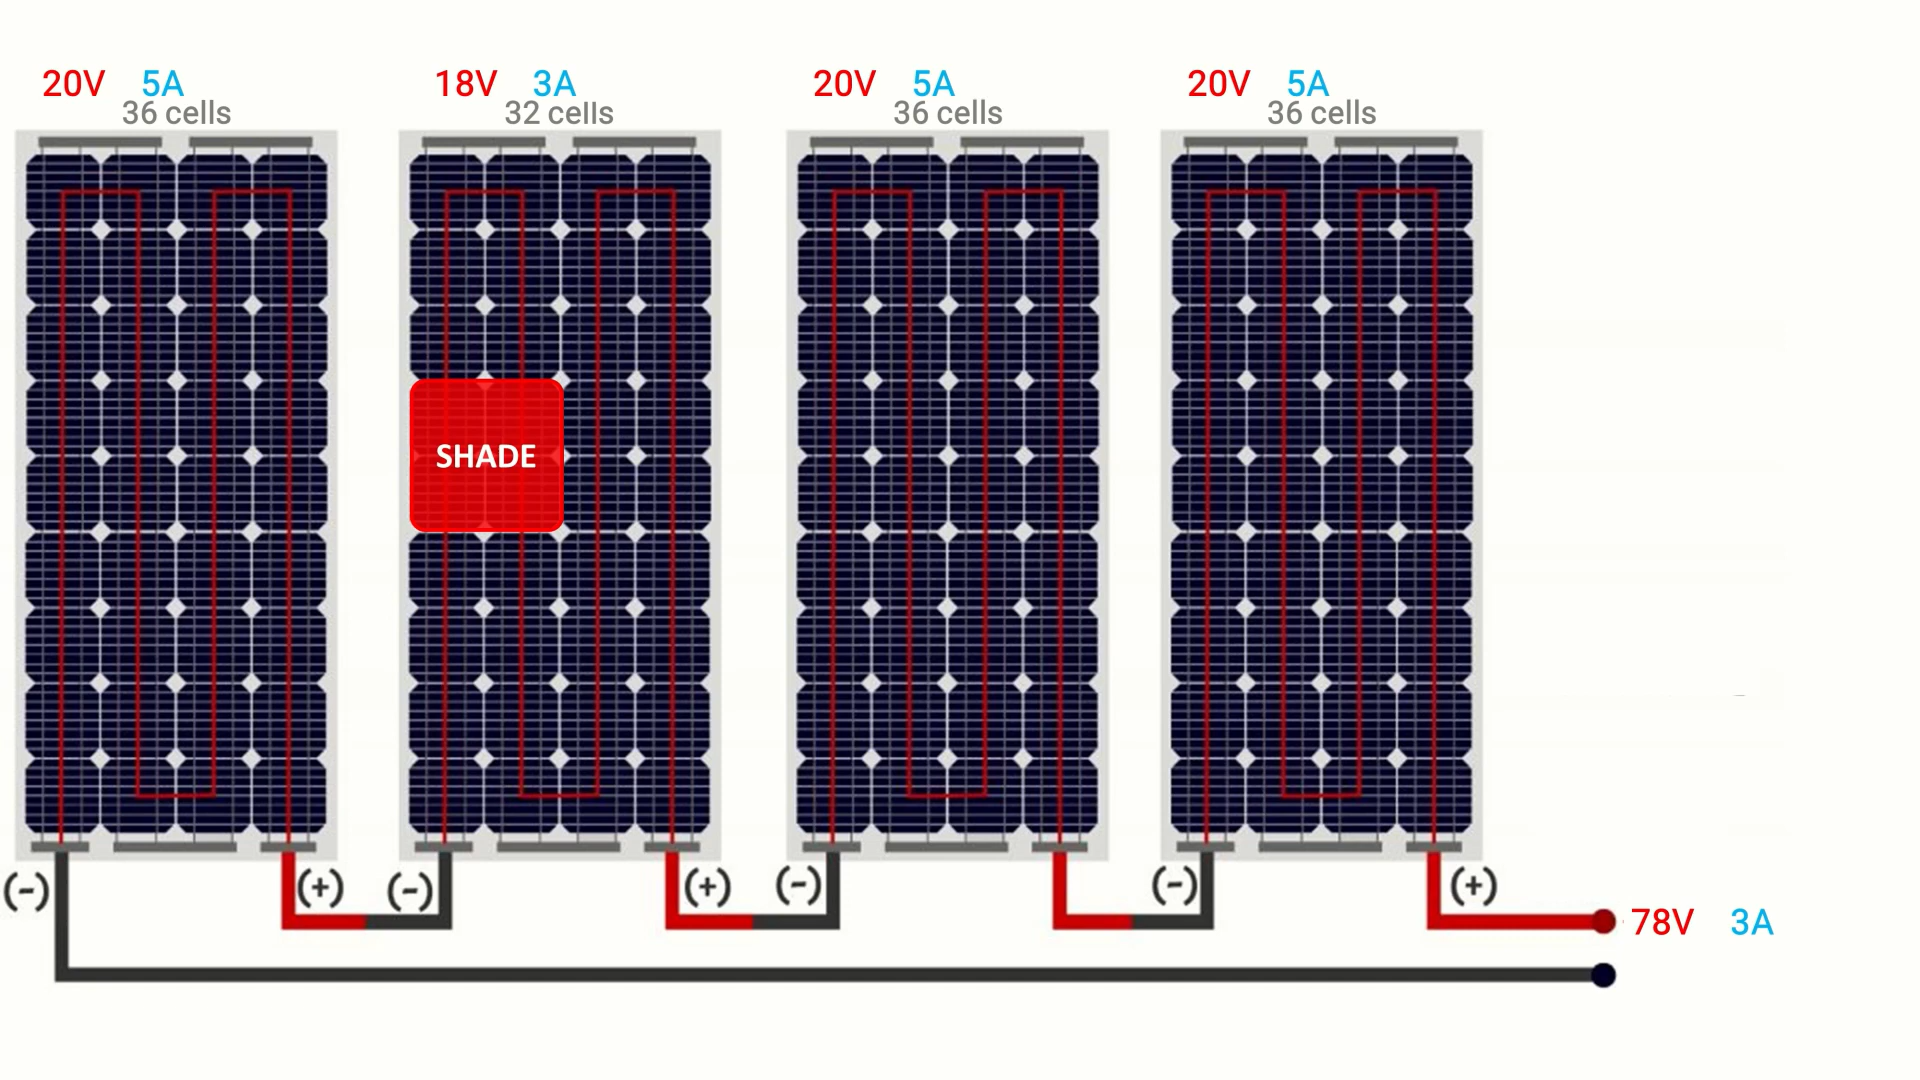 20V 5A
36 cells
18V 3A
32 cells
20V 5A
36 cells
20V 5A
36 cells
SHADE
(-)
(+)
(-)
(+)
(-)
(+)
(-)
78V 3A